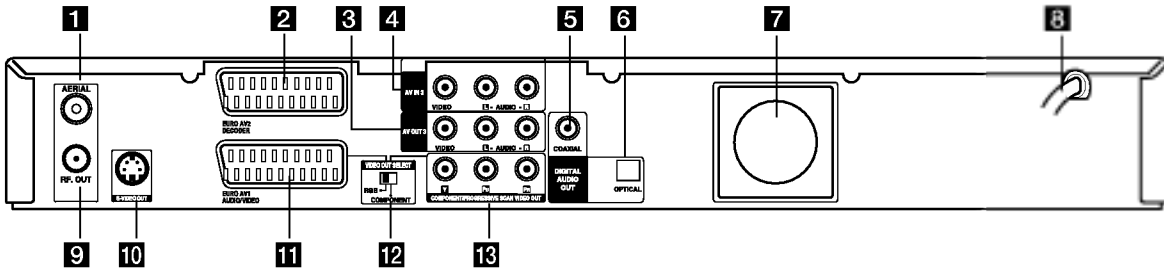 1 2 3 4 5 6 7 8
AERIAL
RF. OUT
S-VIDEO OUT
EURO AV2
DECODER
EURO AV1
AUDIO/VIDEO
AV IN 2
AV OUT 3
VIDEO L - AUDIO - R
VIDEO L - AUDIO - R
VIDEO OUT SELECT
RGB
COMPONENT
Y PB PR
COMPONENT/PROGRESSIVE SCAN VIDEO OUT
COAXIAL
DIGITAL
AUDIO
OUT
OPTICAL
9 10 11 12 13